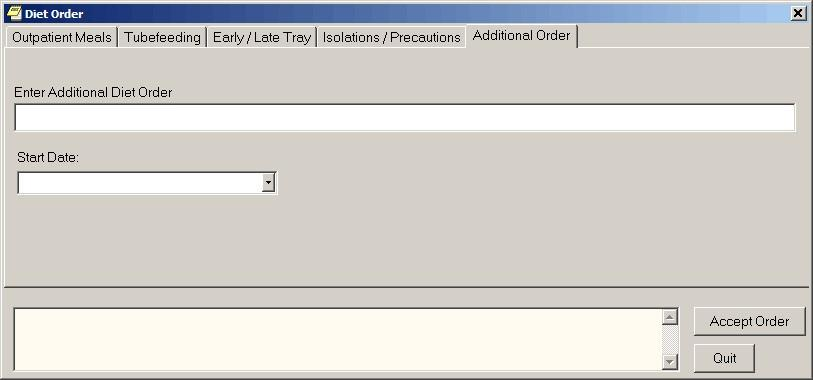 Diet Order
Outpatient Meals Tubefeeding Early / Late Tray Isolations / Precautions Additional Order
Enter Additional Diet Order
Start Date:
Accept Order
Quit